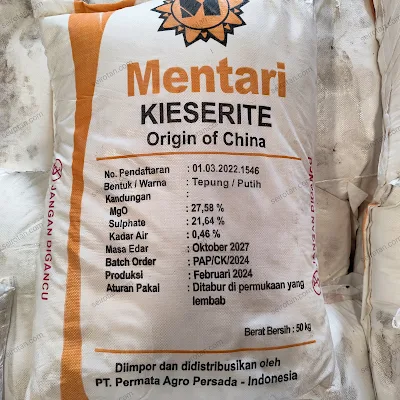 Mentari
KIESERITE
Origin of China
No. Pendaftaran : 01.03.2022.1546
Bentuk / Warna : Tepung / Putih
Kandungan :
MgO : 27,58 %
Sulphate : 21,64 %
Kadar Air : 0,46 %
Masa Edar : Oktober 2027
Batch Order : PAP/CK/2024
Produksi : Februari 2024
Aturan Pakai : Ditabur di permukaan yang
lembab
Berat Bersih : 50 kg
Diimpor dan didistribusikan oleh
PT. Permata Agro Persada - Indonesia
JANGAN DIGANCU